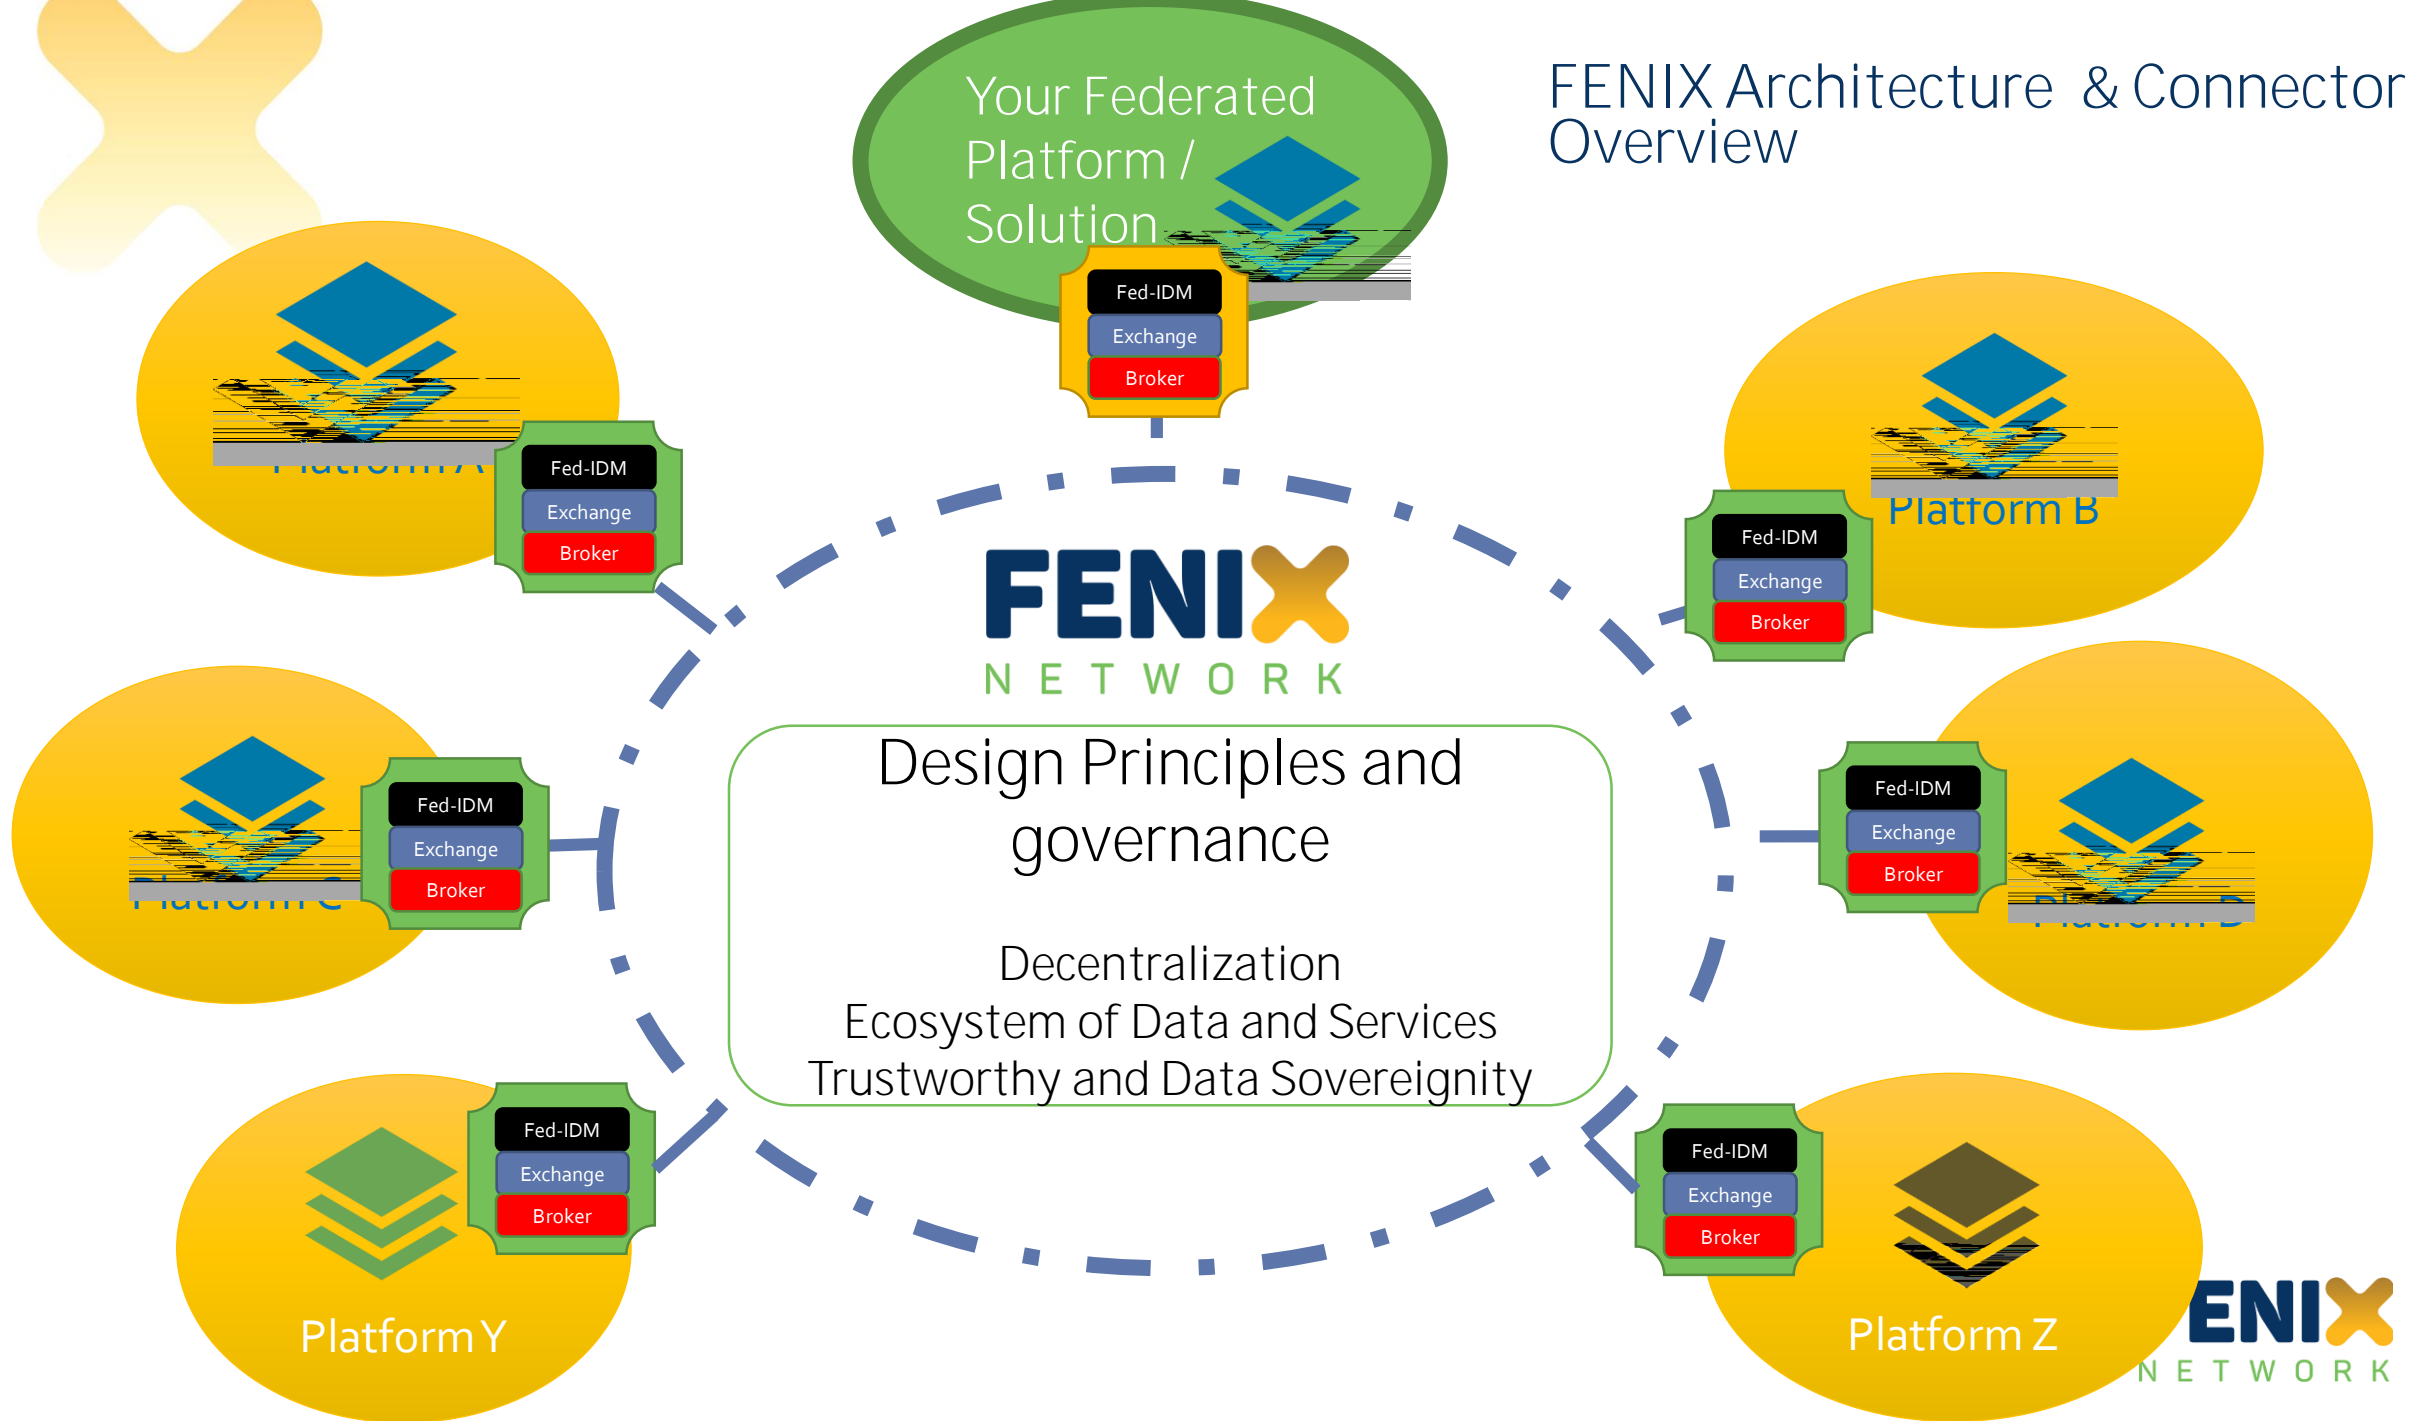 FENIX Architecture & Connector
Overview
Your Federated
Platform /
Solution
Fed-IDM
Exchange
Broker
Platform A
Fed-IDM
Exchange
Broker
Platform B
Fed-IDM
Exchange
Broker
FENIX
NETWORK
Platform C
Fed-IDM
Exchange
Broker
Design Principles and
governance
Decentralization
Ecosystem of Data and Services
Trustworthy and Data Sovereignity
Fed-IDM
Exchange
Broker
Platform D
Platform Y
Fed-IDM
Exchange
Broker
Fed-IDM
Exchange
Broker
Platform Z
ENIX
NETWORK